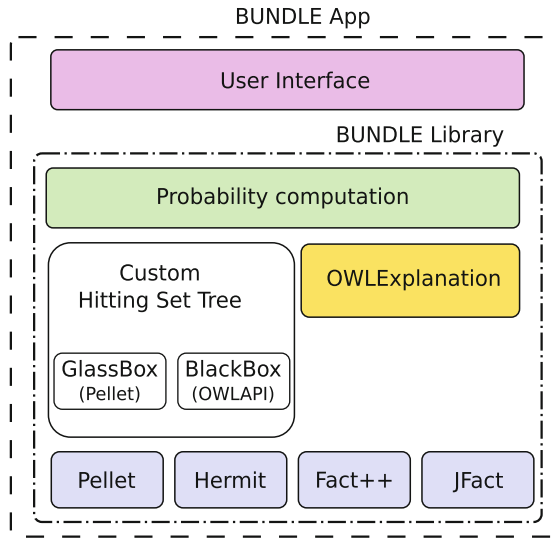 BUNDLE App
User Interface
BUNDLE Library
Probability computation
Custom
Hitting Set Tree
OWLExplanation
GlassBox
(Pellet)
BlackBox
(OWLAPI)
Pellet
Hermit
Fact++
JFact